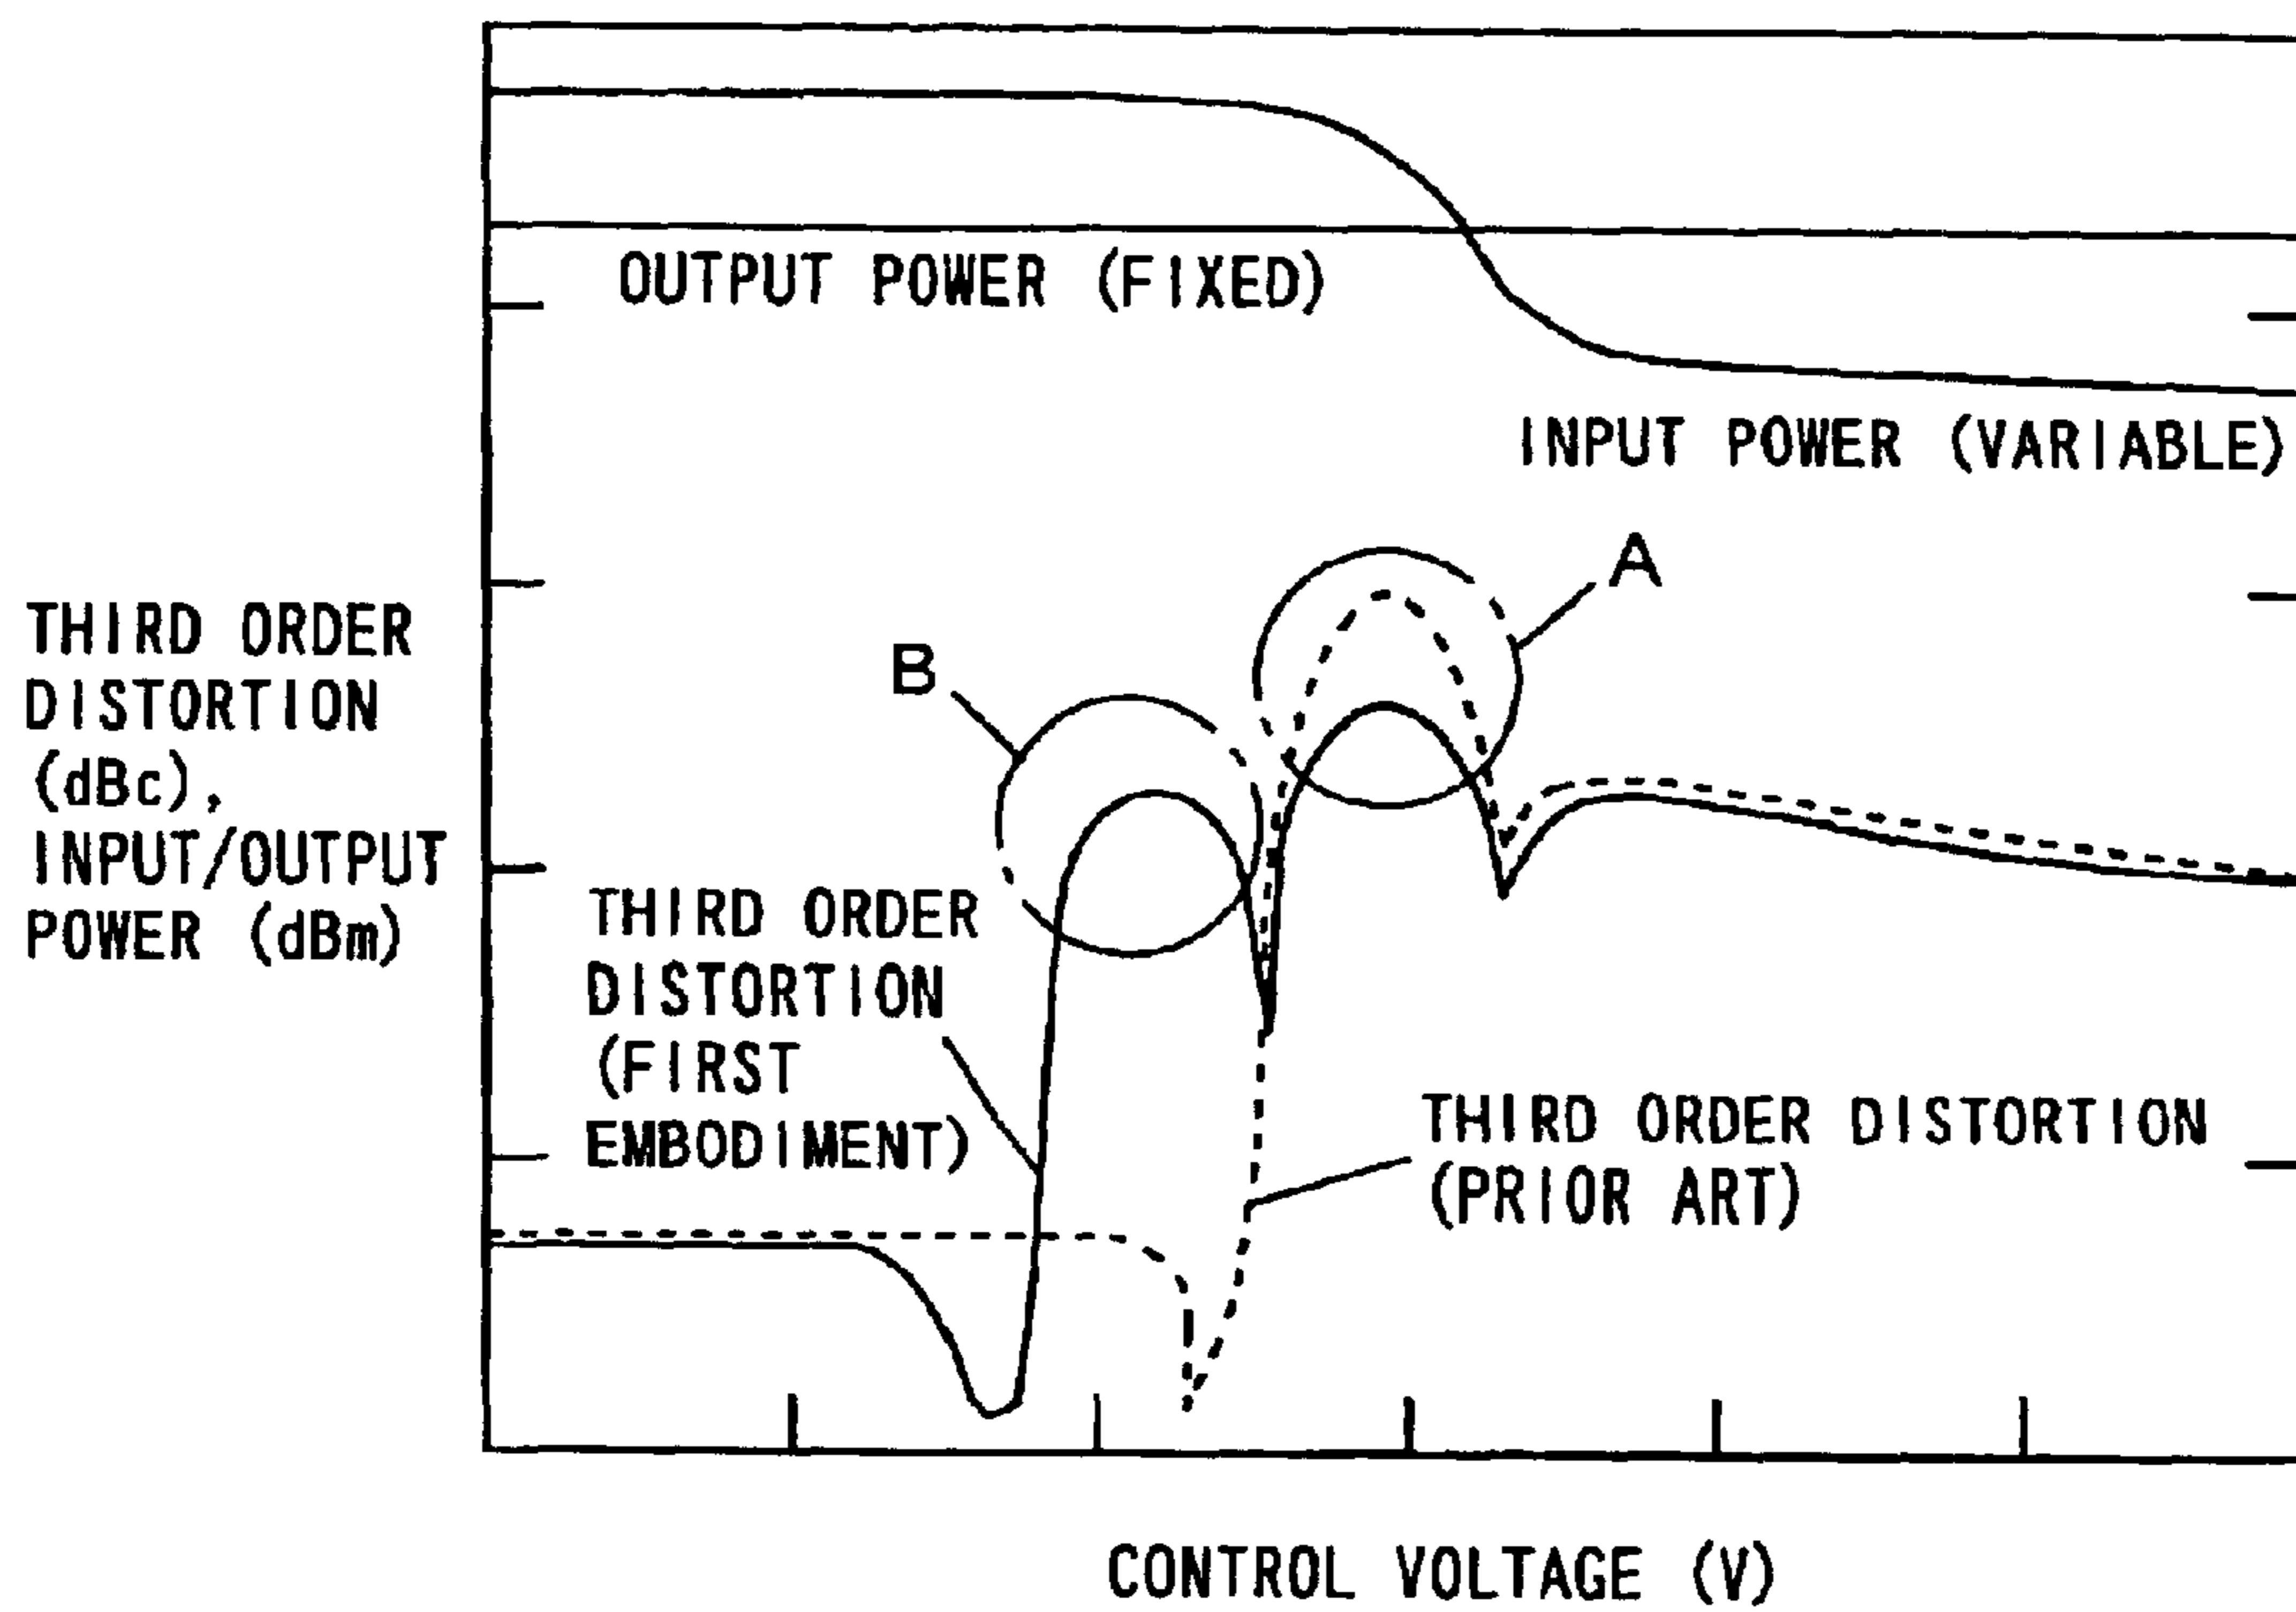 OUTPUT POWER (FIXED)
INPUT POWER (VARIABLE)
A
B
THIRD ORDER
DISTORTION
(dBc),
INPUT/OUTPUT
POWER (dBm)
THIRD ORDER
DISTORTION
(FIRST
EMBODIMENT)
THIRD ORDER DISTORTION
(PRIOR ART)
CONTROL VOLTAGE (V)